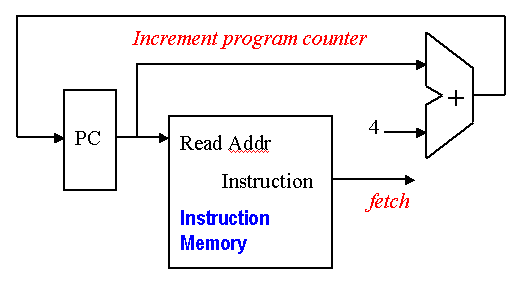 Increment program counter
PC
+
4
Read Addr
Instruction
fetch
Instruction
Memory